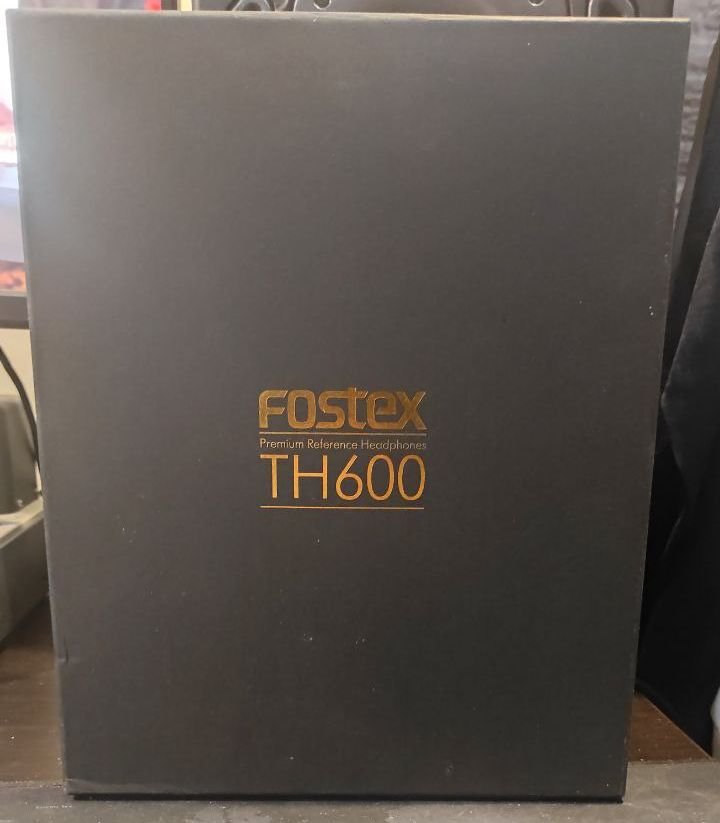 FOSTEX
Premium Reference Headphones
TH600